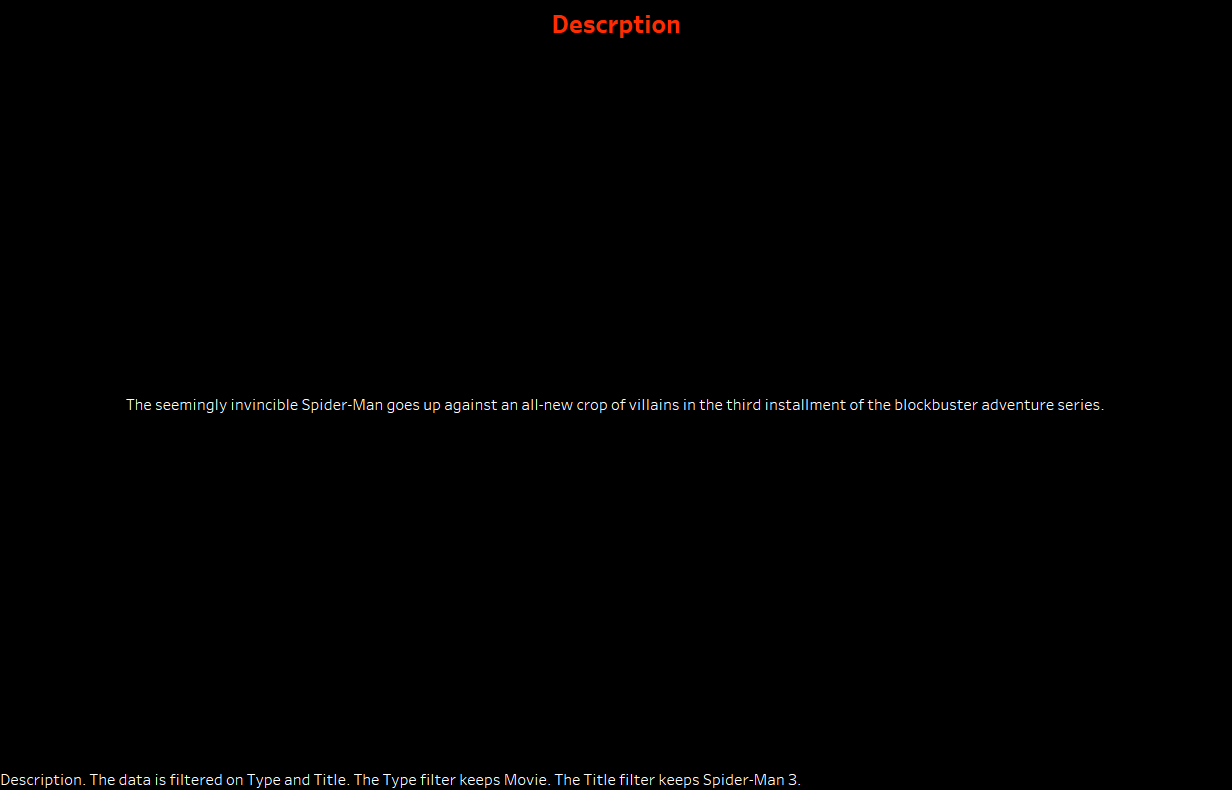 Descrption
The seemingly invincible Spider-Man goes up against an all-new crop of villains in the third installment of the blockbuster adventure series.
Description. The data is filtered on Type and Title. The Type filter keeps Movie. The Title filter keeps Spider-Man 3.